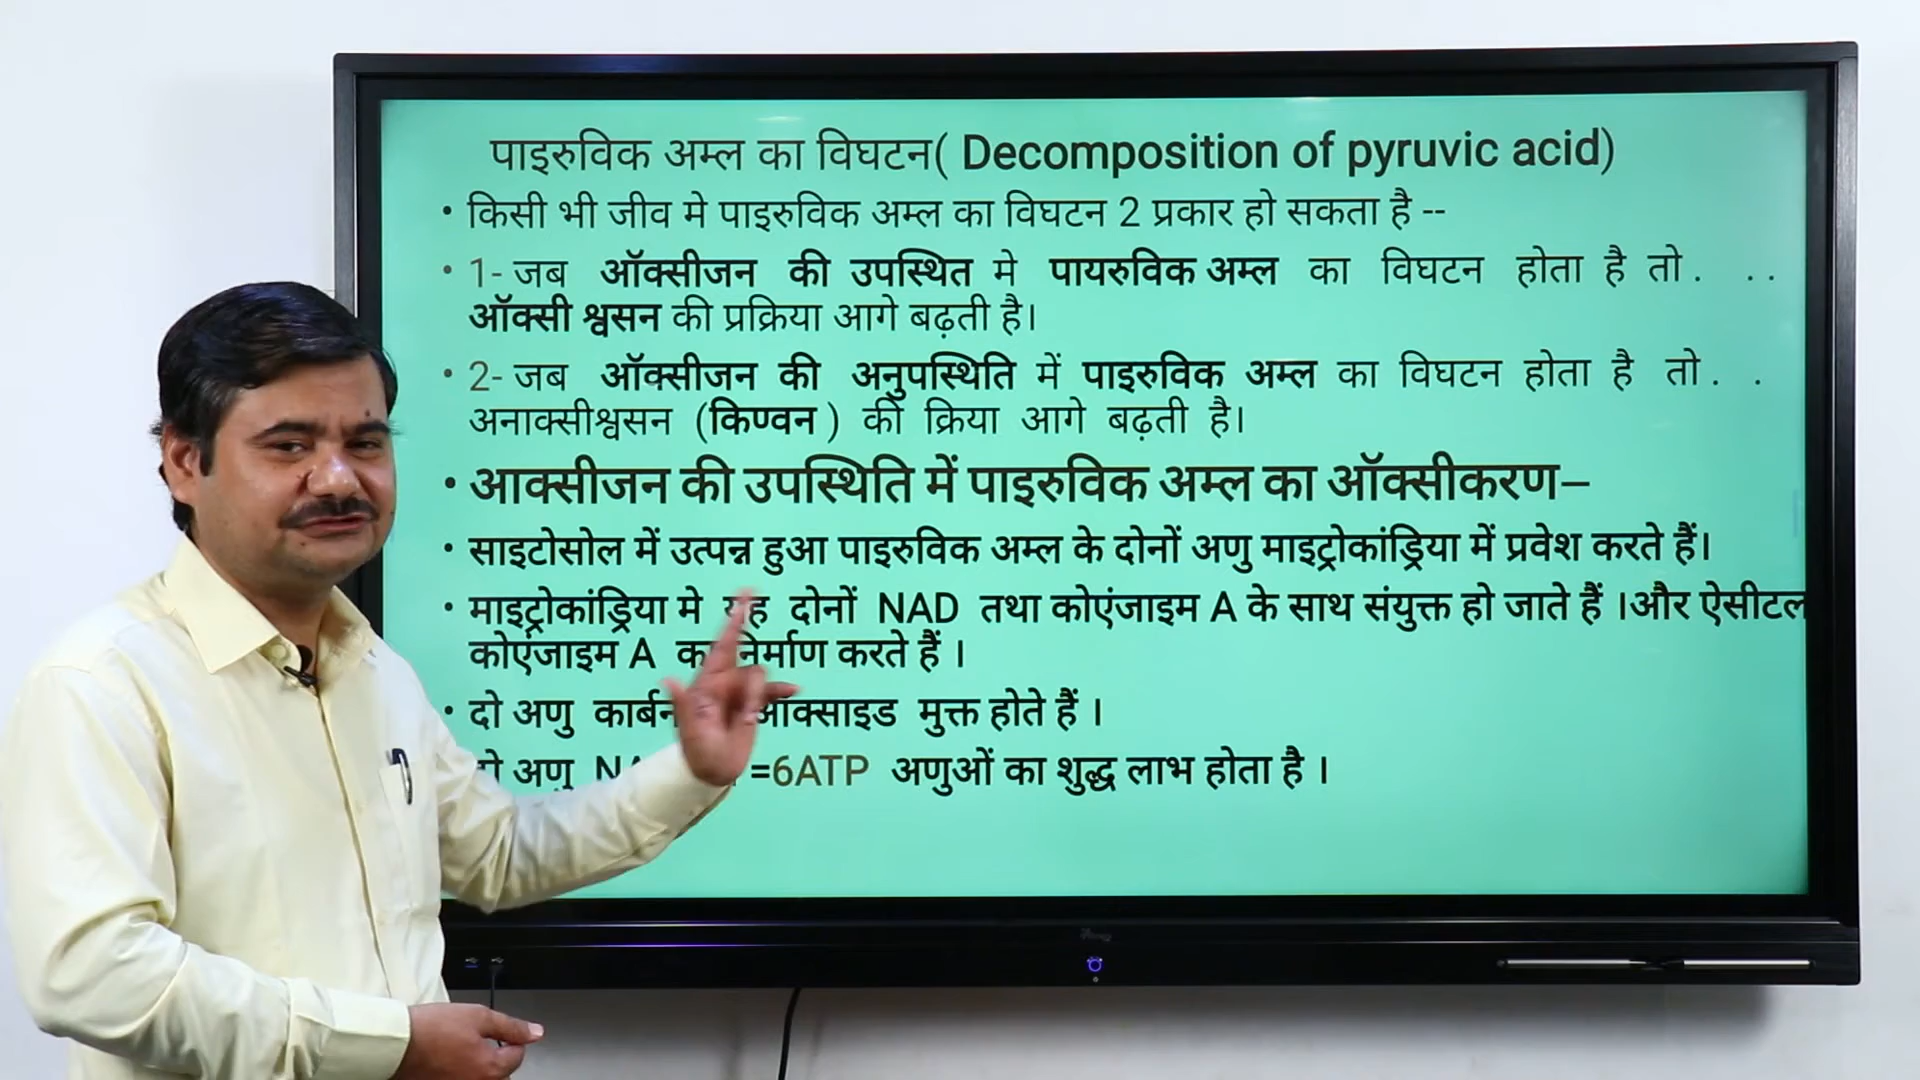 पाइरुविक अम्ल का विघटन( Decomposition of pyruvic acid)
• किसी भी जीव मे पाइरुविक अम्ल का विघटन 2 प्रकार हो सकता है --
• 1- जब ऑक्सीजन की उपस्थित मे पायरुविक अम्ल का विघटन होता है तो . . .
ऑक्सी श्वसन की प्रक्रिया आगे बढ़ती है।
• 2- जब ऑक्सीजन की अनुपस्थिति में पाइरुविक अम्ल का विघटन होता है तो . .
अनाक्सीश्वसन (किण्वन ) की क्रिया आगे बढ़ती है।
• आक्सीजन की उपस्थिति में पाइरुविक अम्ल का ऑक्सीकरण–
• साइटोसोल में उत्पन्न हुआ पाइरुविक अम्ल के दोनों अणु माइट्रोकांड्रिया में प्रवेश करते हैं।
• माइट्रोकांड्रिया मे यह दोनों NAD तथा कोएंजाइम A के साथ संयुक्त हो जाते हैं ।और ऐसीटल
कोएंजाइम A का निर्माण करते हैं ।
• दो अणु कार्बन ऑक्साइड मुक्त होते हैं ।
अणु =6ATP अणुओं का शुद्ध लाभ होता है ।